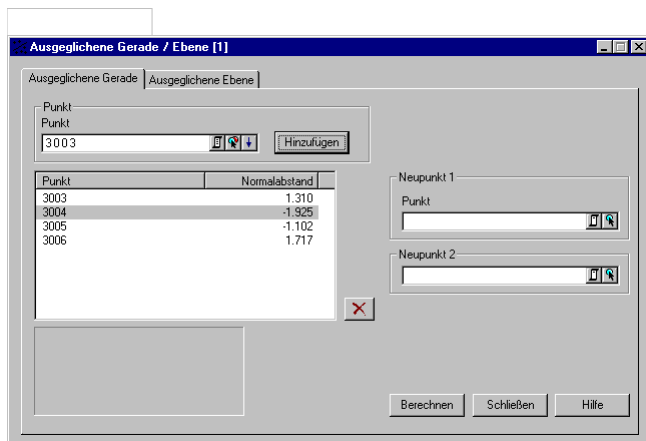 Ausgeglichene Gerade / Ebene [1]
Ausgeglichene Gerade Ausgeglichene Ebene
Punkt
Punkt
3003 Hinzufügen
Punkt Normalabstand
3003 1.310
3004 -1.925
3005 -1.102
3006 1.717
Neupunkt 1
Punkt
Neupunkt 2
Berechnen Schließen Hilfe